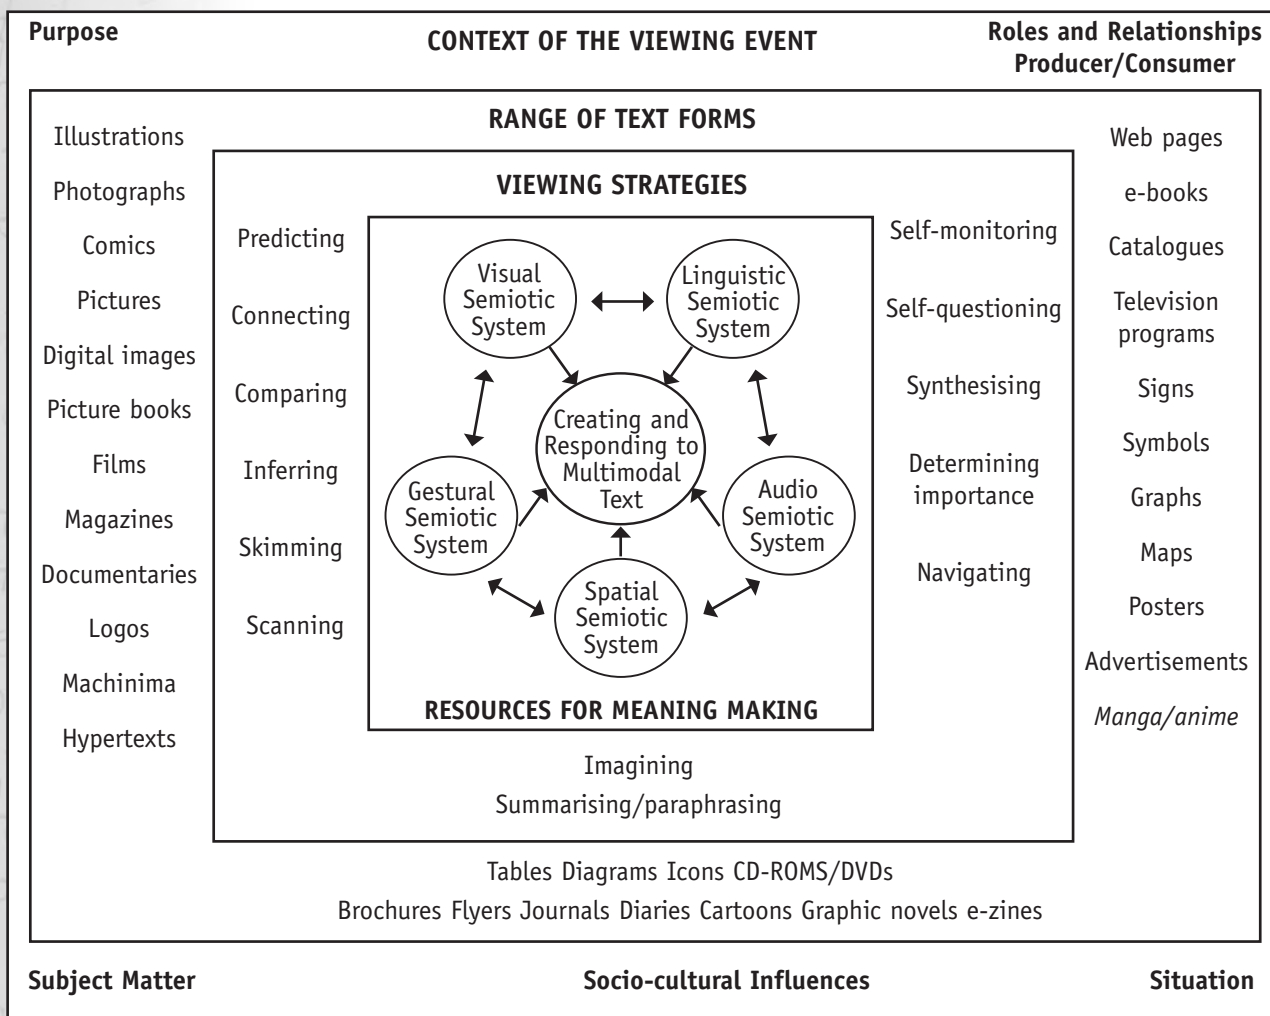 Purpose
CONTEXT OF THE VIEWING EVENT
Roles and Relationships
Producer/Consumer
RANGE OF TEXT FORMS
Illustrations
Photographs
Comics
Pictures
Digital images
Picture books
Films
Magazines
Documentaries
Logos
Machinima
Hypertexts
VIEWING STRATEGIES
Predicting
Connecting
Comparing
Inferring
Skimming
Scanning
Visual
Semiotic
System
Linguistic
Semiotic
System
Creating and
Responding to
Multimodal
Text
Gestural
Semiotic
System
Audio
Semiotic
System
Spatial
Semiotic
System
RESOURCES FOR MEANING MAKING
Self-monitoring
Self-questioning
Synthesising
Determining
importance
Navigating
Imagining
Summarising/paraphrasing
Web pages
e-books
Catalogues
Television
programs
Signs
Symbols
Graphs
Maps
Posters
Advertisements
Manga/anime
Tables Diagrams Icons CD-ROMS/DVDs
Brochures Flyers Journals Diaries Cartoons Graphic novels e-zines
Subject Matter
Socio-cultural Influences
Situation